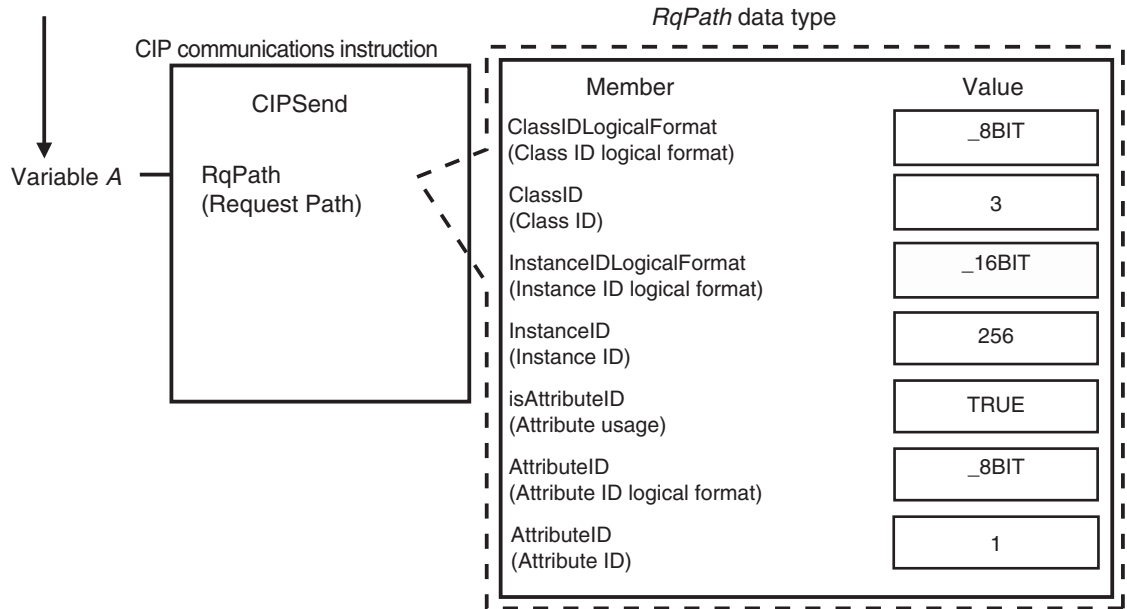 RqPath data type
CIP communications instruction
CIPSend
Variable A
RqPath
(Request Path)
Member Value
ClassIDLogicalFormat
(Class ID logical format)
_8BIT
ClassID
(Class ID)
3
InstanceIDLogicalFormat
(Instance ID logical format)
_16BIT
InstanceID
(Instance ID)
256
isAttributeID
(Attribute usage)
TRUE
AttributeID
(Attribute ID logical format)
_8BIT
AttributeID
(Attribute ID)
1